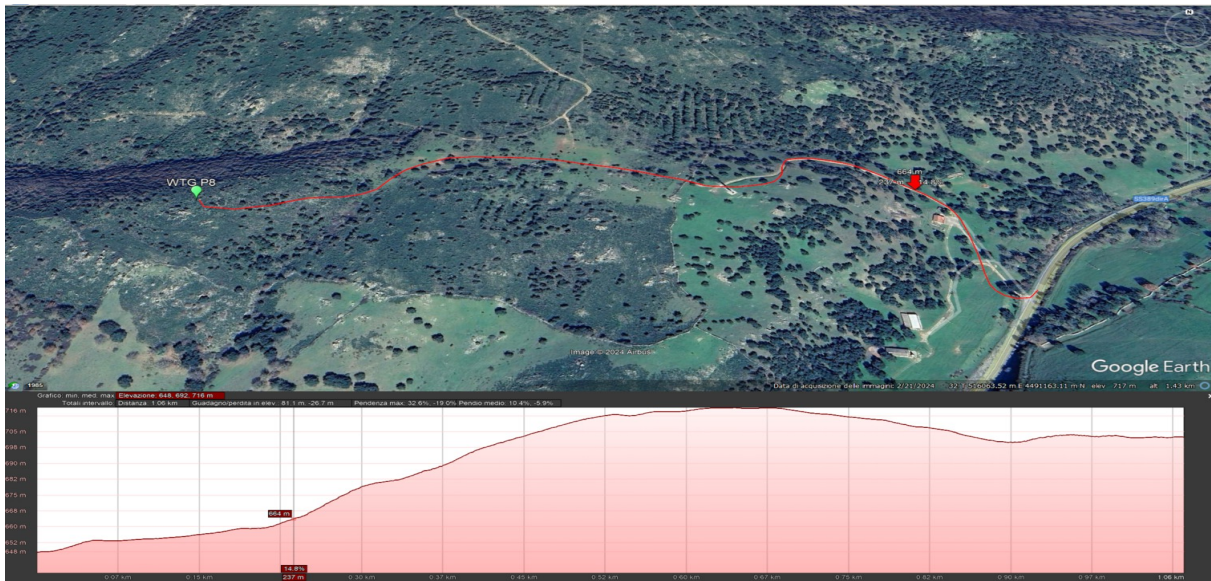 N
WTG P8
664 m
237 m 14.8%
SS389dirA
Image © 2024 Airbus
Google Earth
1985
Data di acquisizione delle immagini: 2/21/2024
516063.52 m E 4491163.11 m N elev 717 m alt 1.43 km
Grafico: min, med, max Elevazione: 648, 692, 716 m
Totali intervallo: Distanza: 1.06 km Guadagno/perdita in elev: 81.1 m, -26.7 m Pendenza max: 32.6%, -19.0% Pendio medio: 10.4%, -5.9%
716 m
705 m
698 m
690 m
682 m
675 m
668 m
660 m
652 m
648 m
664 m
14.8%
0.07 km 0.15 km 237 m 0.30 km 0.37 km 0.45 km 0.52 km 0.60 km 0.67 km 0.75 km 0.82 km 0.90 km 0.97 km 1.06 km